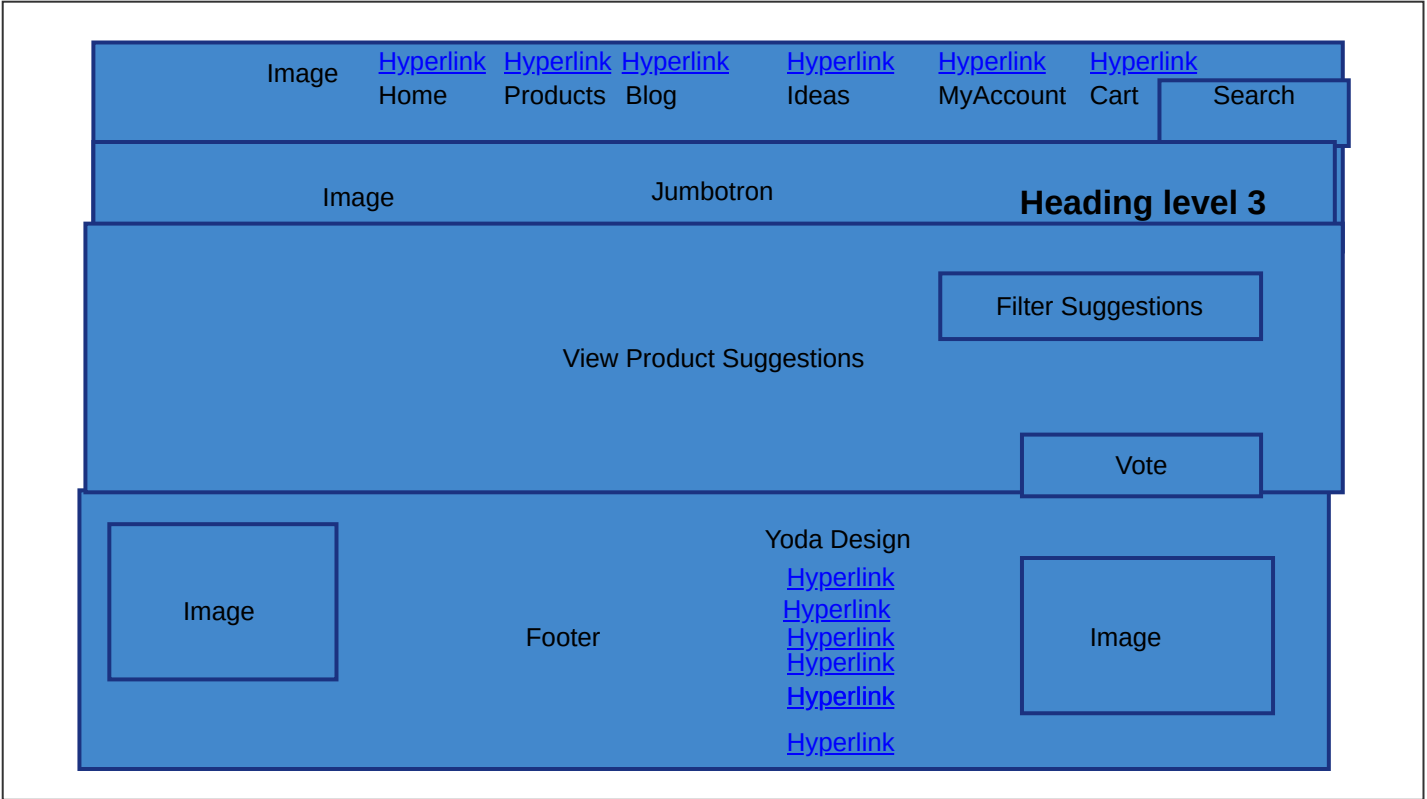 Image Hyperlink Hyperlink Hyperlink Hyperlink Hyperlink Hyperlink
Home Products Blog Ideas MyAccount Cart Search
Image Jumbotron Heading level 3
Filter Suggestions
View Product Suggestions
Vote
Yoda Design
Hyperlink
Image Hyperlink
Footer Hyperlink Image
Hyperlink
Hyperlink
Hyperlink